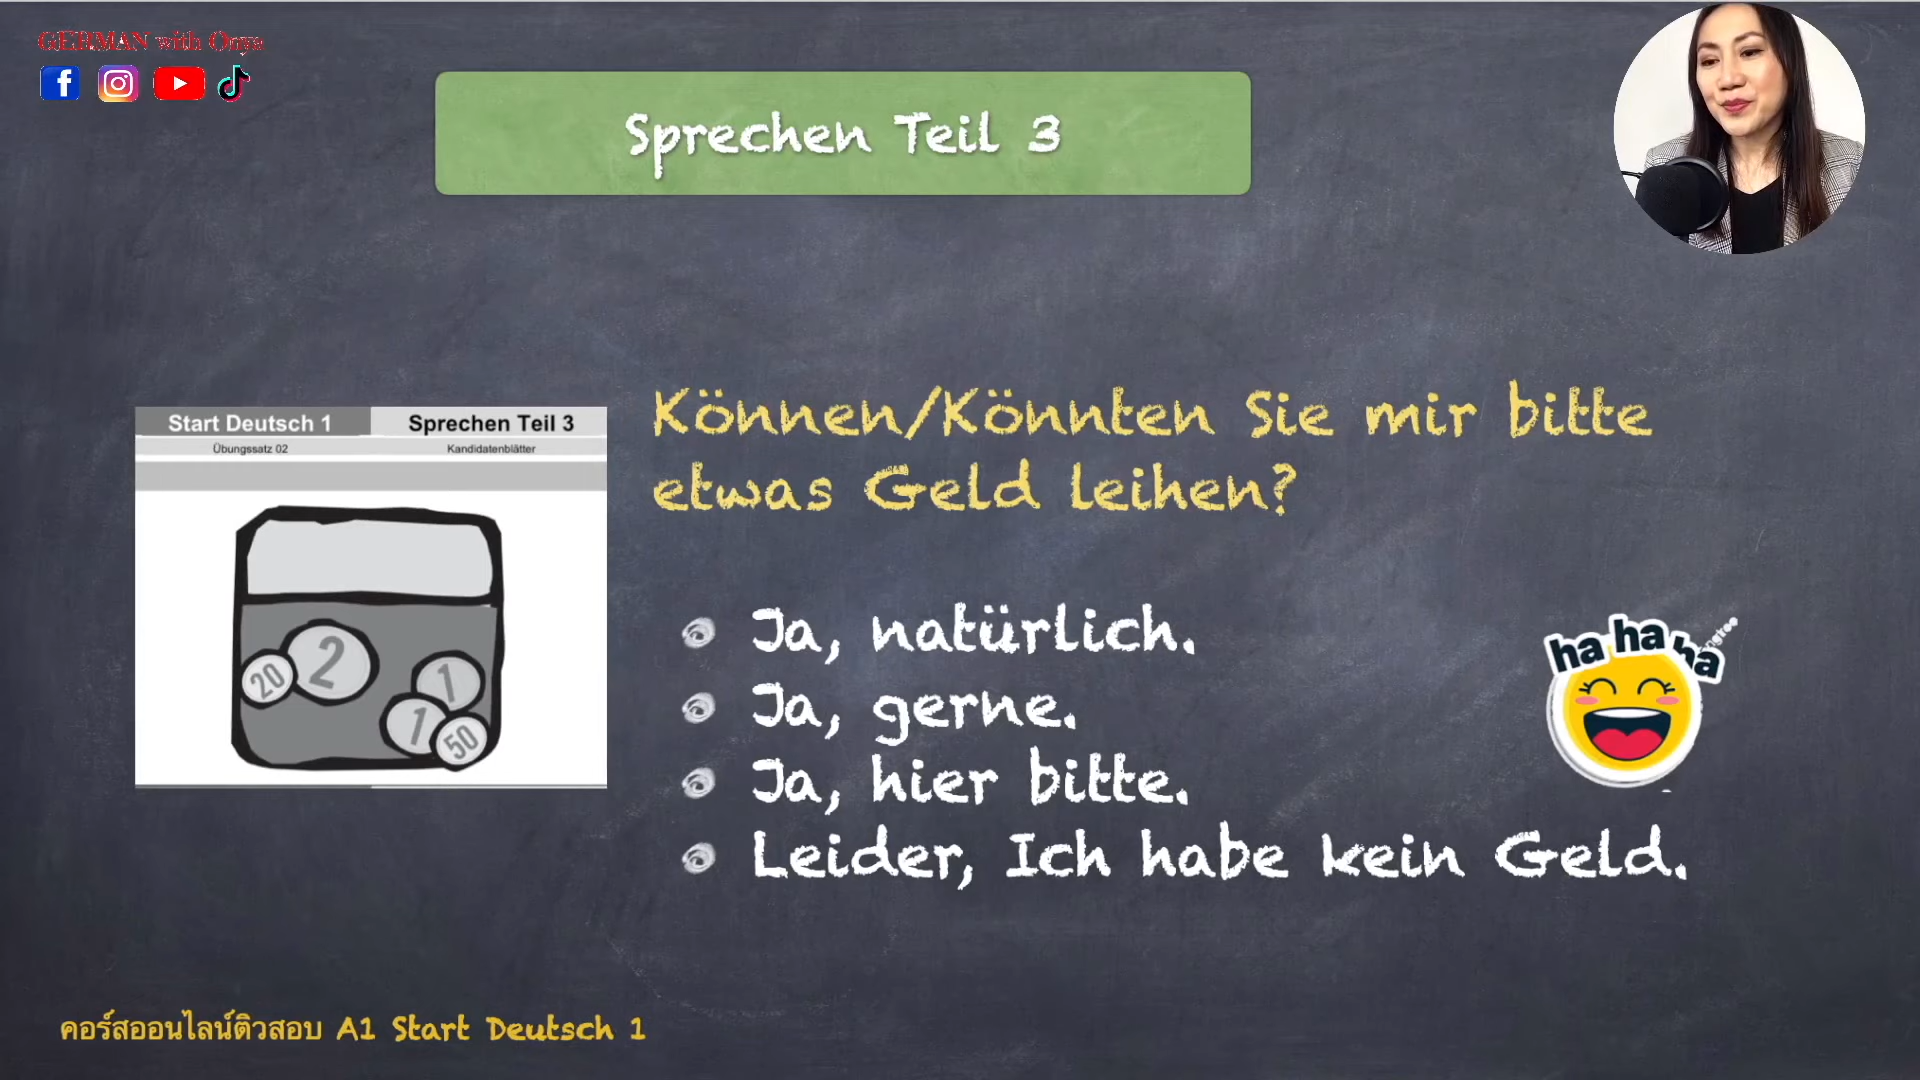 GERMAN with Onya
Sprechen Teil 3
Start Deutsch 1
Sprechen Teil 3
Übungssatz 02
Kandidatenblätter
20
2
1
1
50
Können/Könnten Sie mir bitte
etwas Geld leihen?
Ja, natürlich.
Ja, gerne.
Ja, hier bitte.
Leider, Ich habe kein Geld.
ha ha ha
คอร์สออนไลน์ติวสอบ A1 Start Deutsch 1